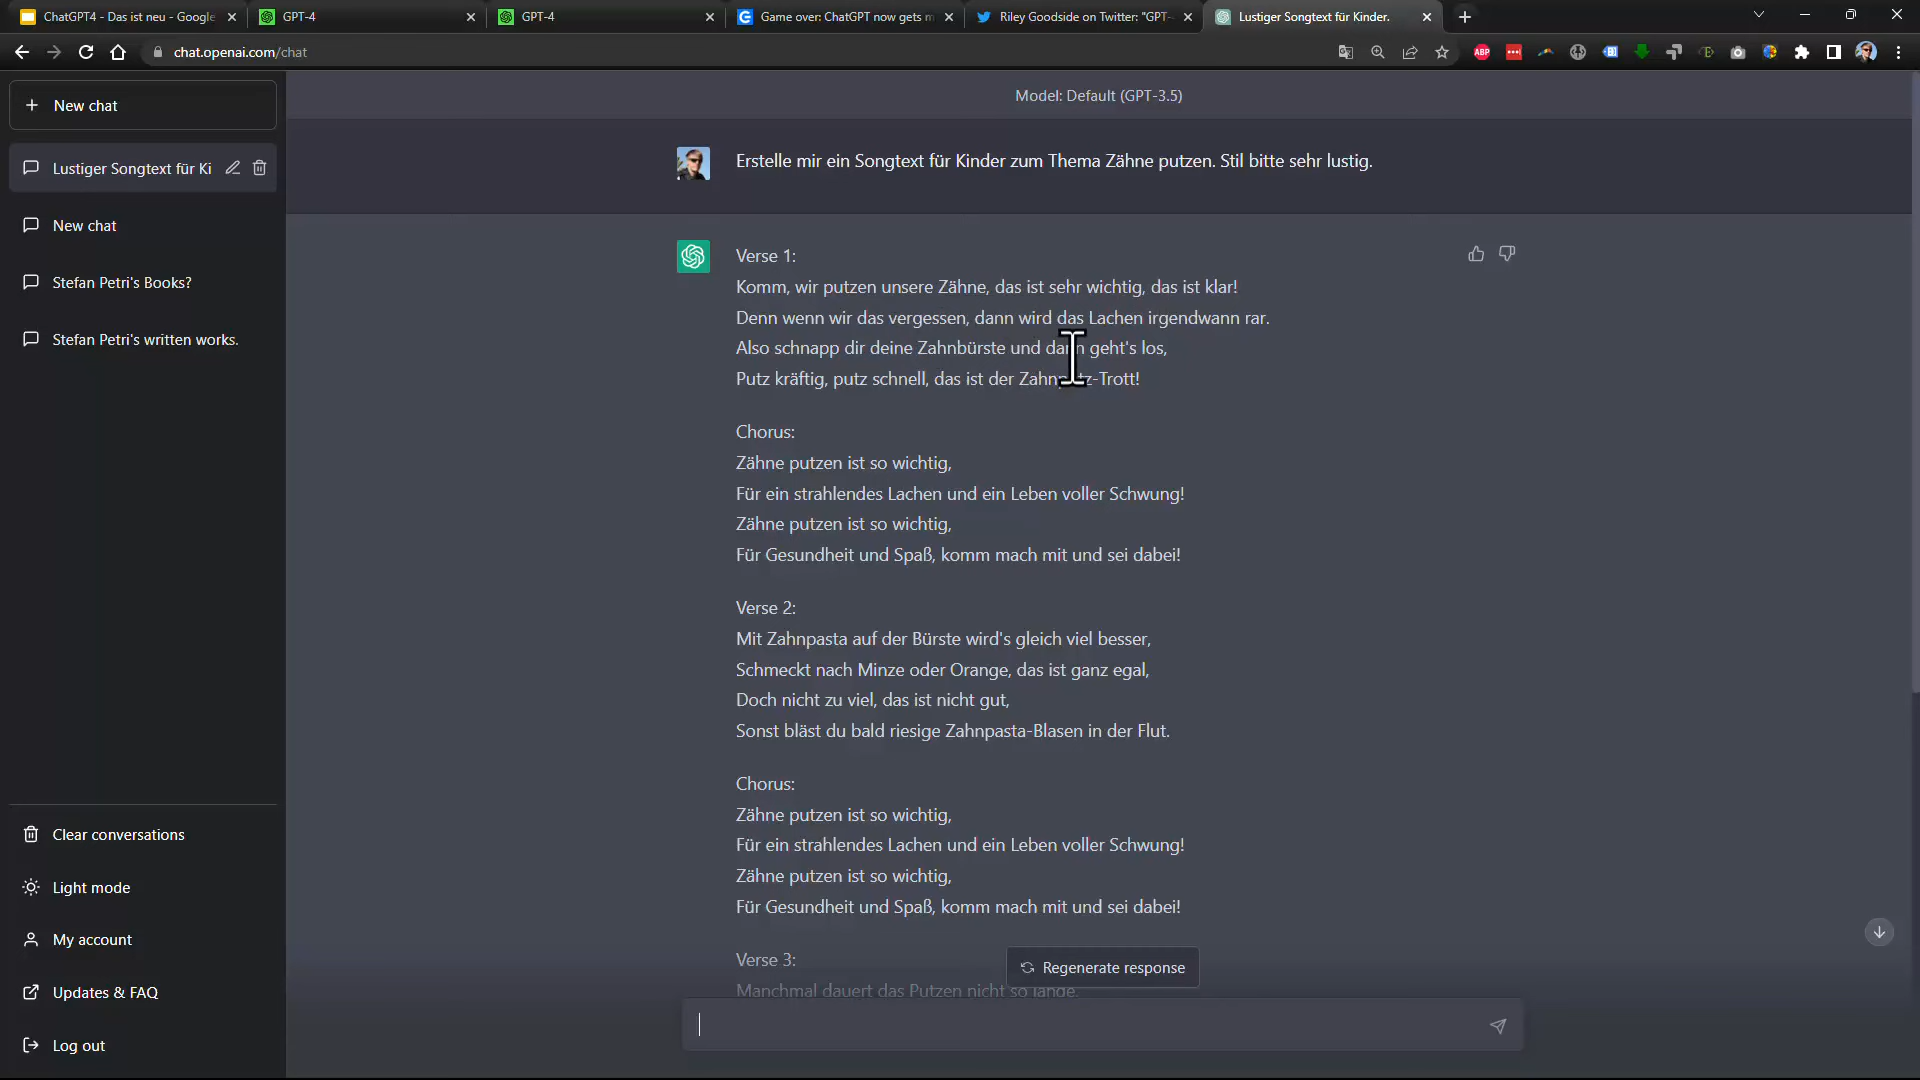 ChatGPT4 - Das ist neu - Google
GPT-4
GPT-4
Game over: ChatGPT now gets m
Riley Goodside on Twitter: "GPT-
Lustiger Songtext für Kinder.
chat.openai.com/chat
ABP
New chat
Lustiger Songtext für Ki
New chat
Stefan Petri's Books?
Stefan Petri's written works.
Clear conversations
Light mode
My account
Updates & FAQ
Log out
Model: Default (GPT-3.5)
Erstelle mir ein Songtext für Kinder zum Thema Zähne putzen. Stil bitte sehr lustig.
Verse 1:
Komm, wir putzen unsere Zähne, das ist sehr wichtig, das ist klar!
Denn wenn wir das vergessen, dann wird das Lachen irgendwann rar.
Also schnapp dir deine Zahnbürste und dann geht's los,
Putz kräftig, putz schnell, das ist der Zahnputz-Trott!
Chorus:
Zähne putzen ist so wichtig,
Für ein strahlendes Lachen und ein Leben voller Schwung!
Zähne putzen ist so wichtig,
Für Gesundheit und Spaß, komm mach mit und sei dabei!
Verse 2:
Mit Zahnpasta auf der Bürste wird's gleich viel besser,
Schmeckt nach Minze oder Orange, das ist ganz egal,
Doch nicht zu viel, das ist nicht gut,
Sonst bläst du bald riesige Zahnpasta-Blasen in der Flut.
Chorus:
Zähne putzen ist so wichtig,
Für ein strahlendes Lachen und ein Leben voller Schwung!
Zähne putzen ist so wichtig,
Für Gesundheit und Spaß, komm mach mit und sei dabei!
Verse 3:
Manchmal dauert das Putzen nicht so lange,
Regenerate response